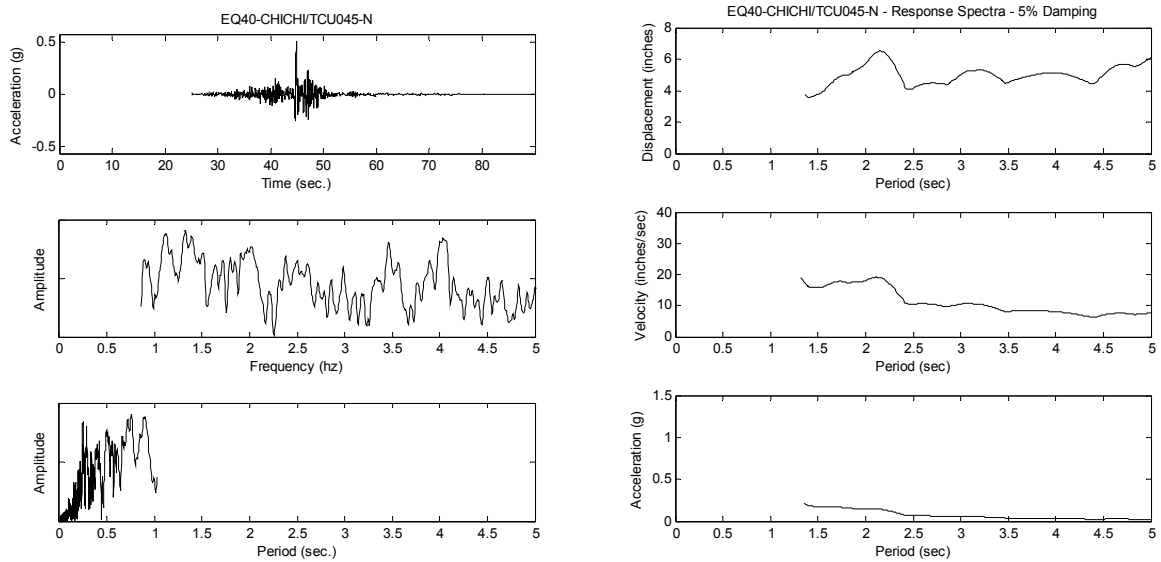 EQ40-CHICHI/TCU045-N
0.5
0
-0.5
Acceleration (g)
0 10 20 30 40 50 60 70 80
Time (sec.)
Amplitude
0 0.5 1 1.5 2 2.5 3 3.5 4 4.5 5
Frequency (hz)
Amplitude
0 0.5 1 1.5 2 2.5 3 3.5 4 4.5 5
Period (sec.)
EQ40-CHICHI/TCU045-N - Response Spectra - 5% Damping
8
6
4
2
0
Displacement (inches)
0 0.5 1 1.5 2 2.5 3 3.5 4 4.5 5
Period (sec)
40
30
20
10
0
Velocity (inches/sec)
0 0.5 1 1.5 2 2.5 3 3.5 4 4.5 5
Period (sec)
1.5
1
0.5
0
Acceleration (g)
0 0.5 1 1.5 2 2.5 3 3.5 4 4.5 5
Period (sec)